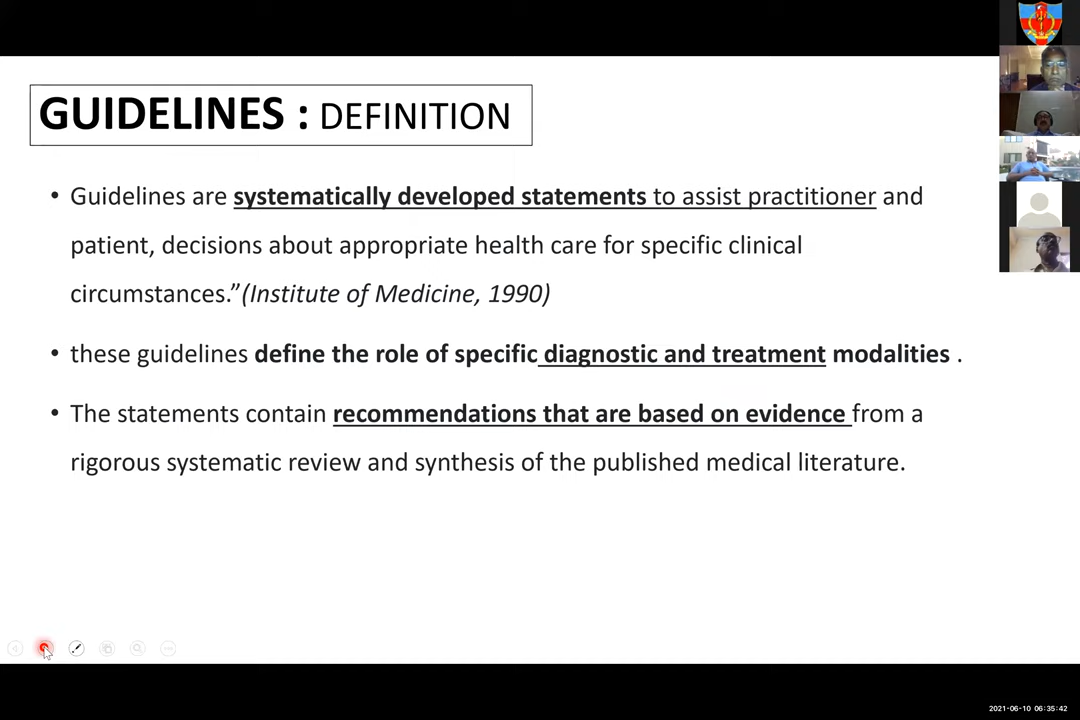 GUIDELINES : DEFINITION
• Guidelines are systematically developed statements to assist practitioner and
patient, decisions about appropriate health care for specific clinical
circumstances.”(Institute of Medicine, 1990)
• these guidelines define the role of specific diagnostic and treatment modalities .
• The statements contain recommendations that are based on evidence from a
rigorous systematic review and synthesis of the published medical literature.
2021-06-10 06:35:42